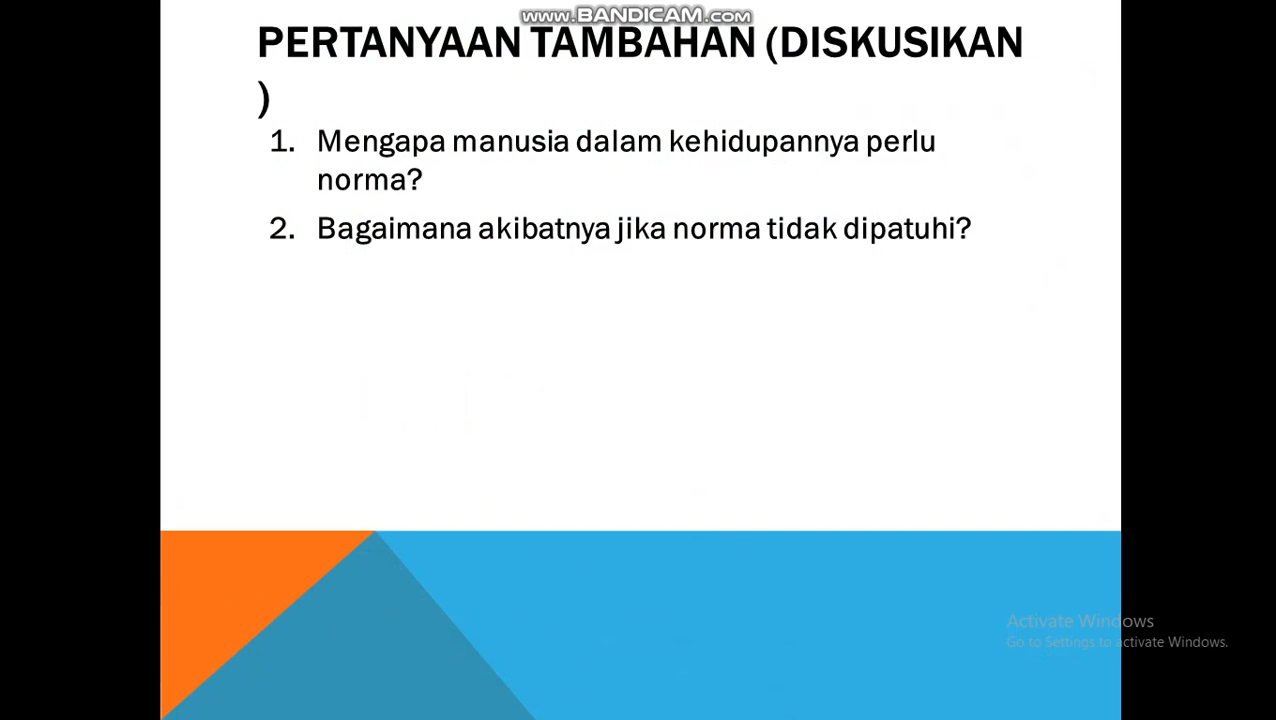 www.BANDICAM.com
PERTANYAAN TAMBAHAN (DISKUSIKAN
)
1. Mengapa manusia dalam kehidupannya perlu
norma?
2. Bagaimana akibatnya jika norma tidak dipatuhi?
Activate Windows
Go to Settings to activate Windows.